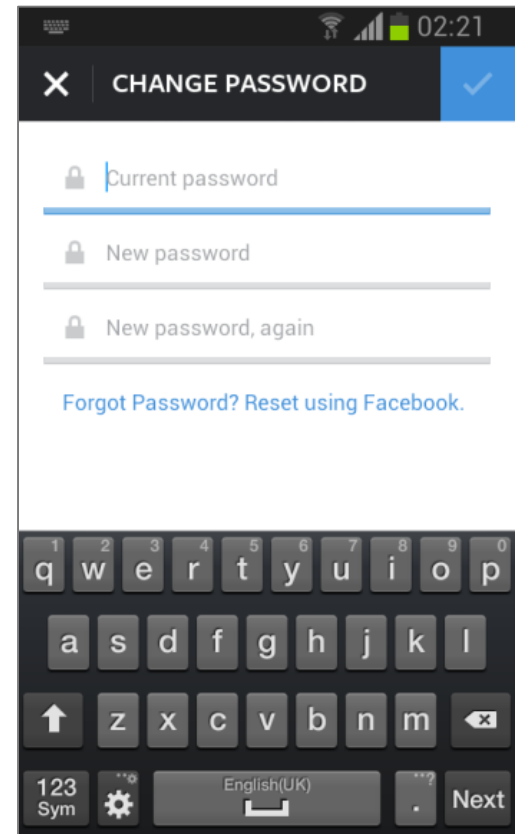 02:21
CHANGE PASSWORD
Current password
New password
New password, again
Forgot Password? Reset using Facebook.
1 2 3 4 5 6 7 8 9 0
q w e r t y u i o p
a s d f g h j k l
z x c v b n m
123 English(UK) ?
Sym . Next